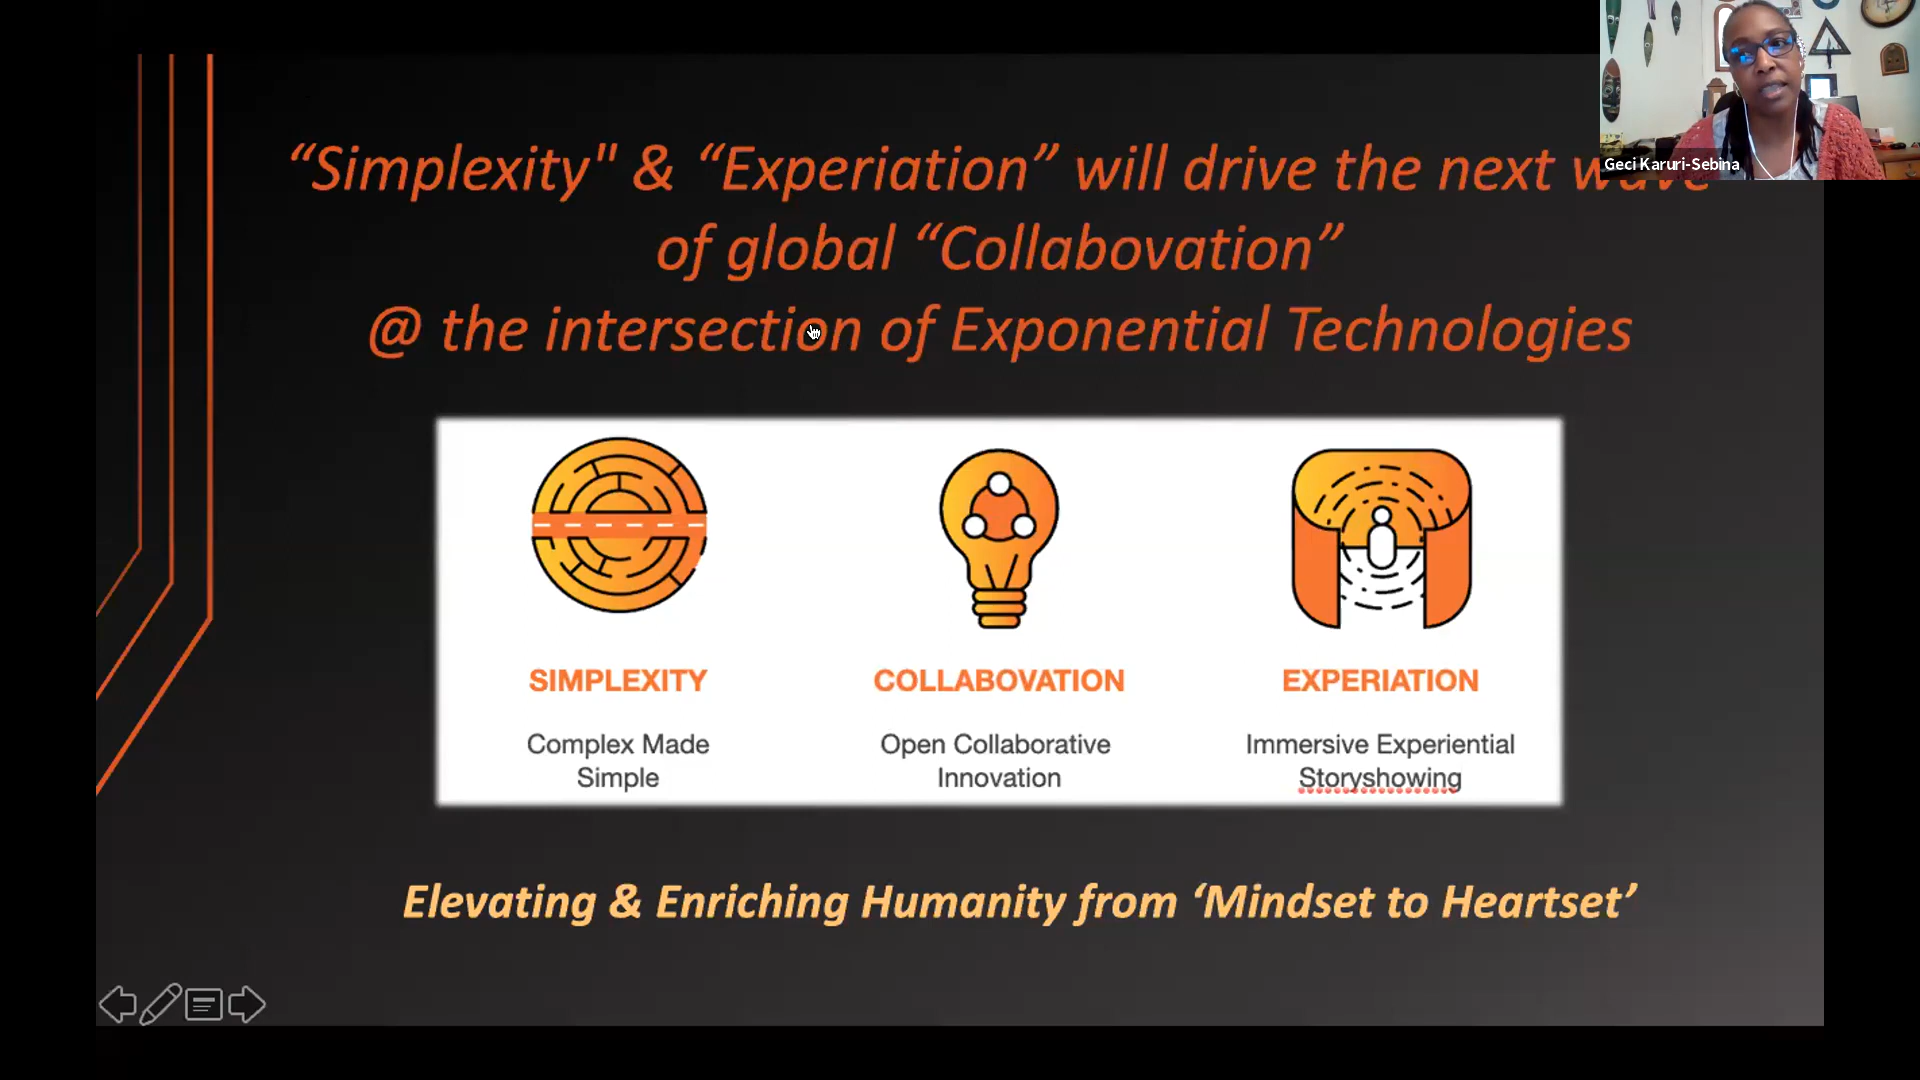 “Simplexity" & “Experiation” will drive the next wave
of global “Collabovation”
@ the intersection of Exponential Technologies
Geci Karuri-Sebina
SIMPLEXITY
Complex Made
Simple
COLLABOVATION
Open Collaborative
Innovation
EXPERIATION
Immersive Experiential
Storyshowing
Elevating & Enriching Humanity from ‘Mindset to Heartset’